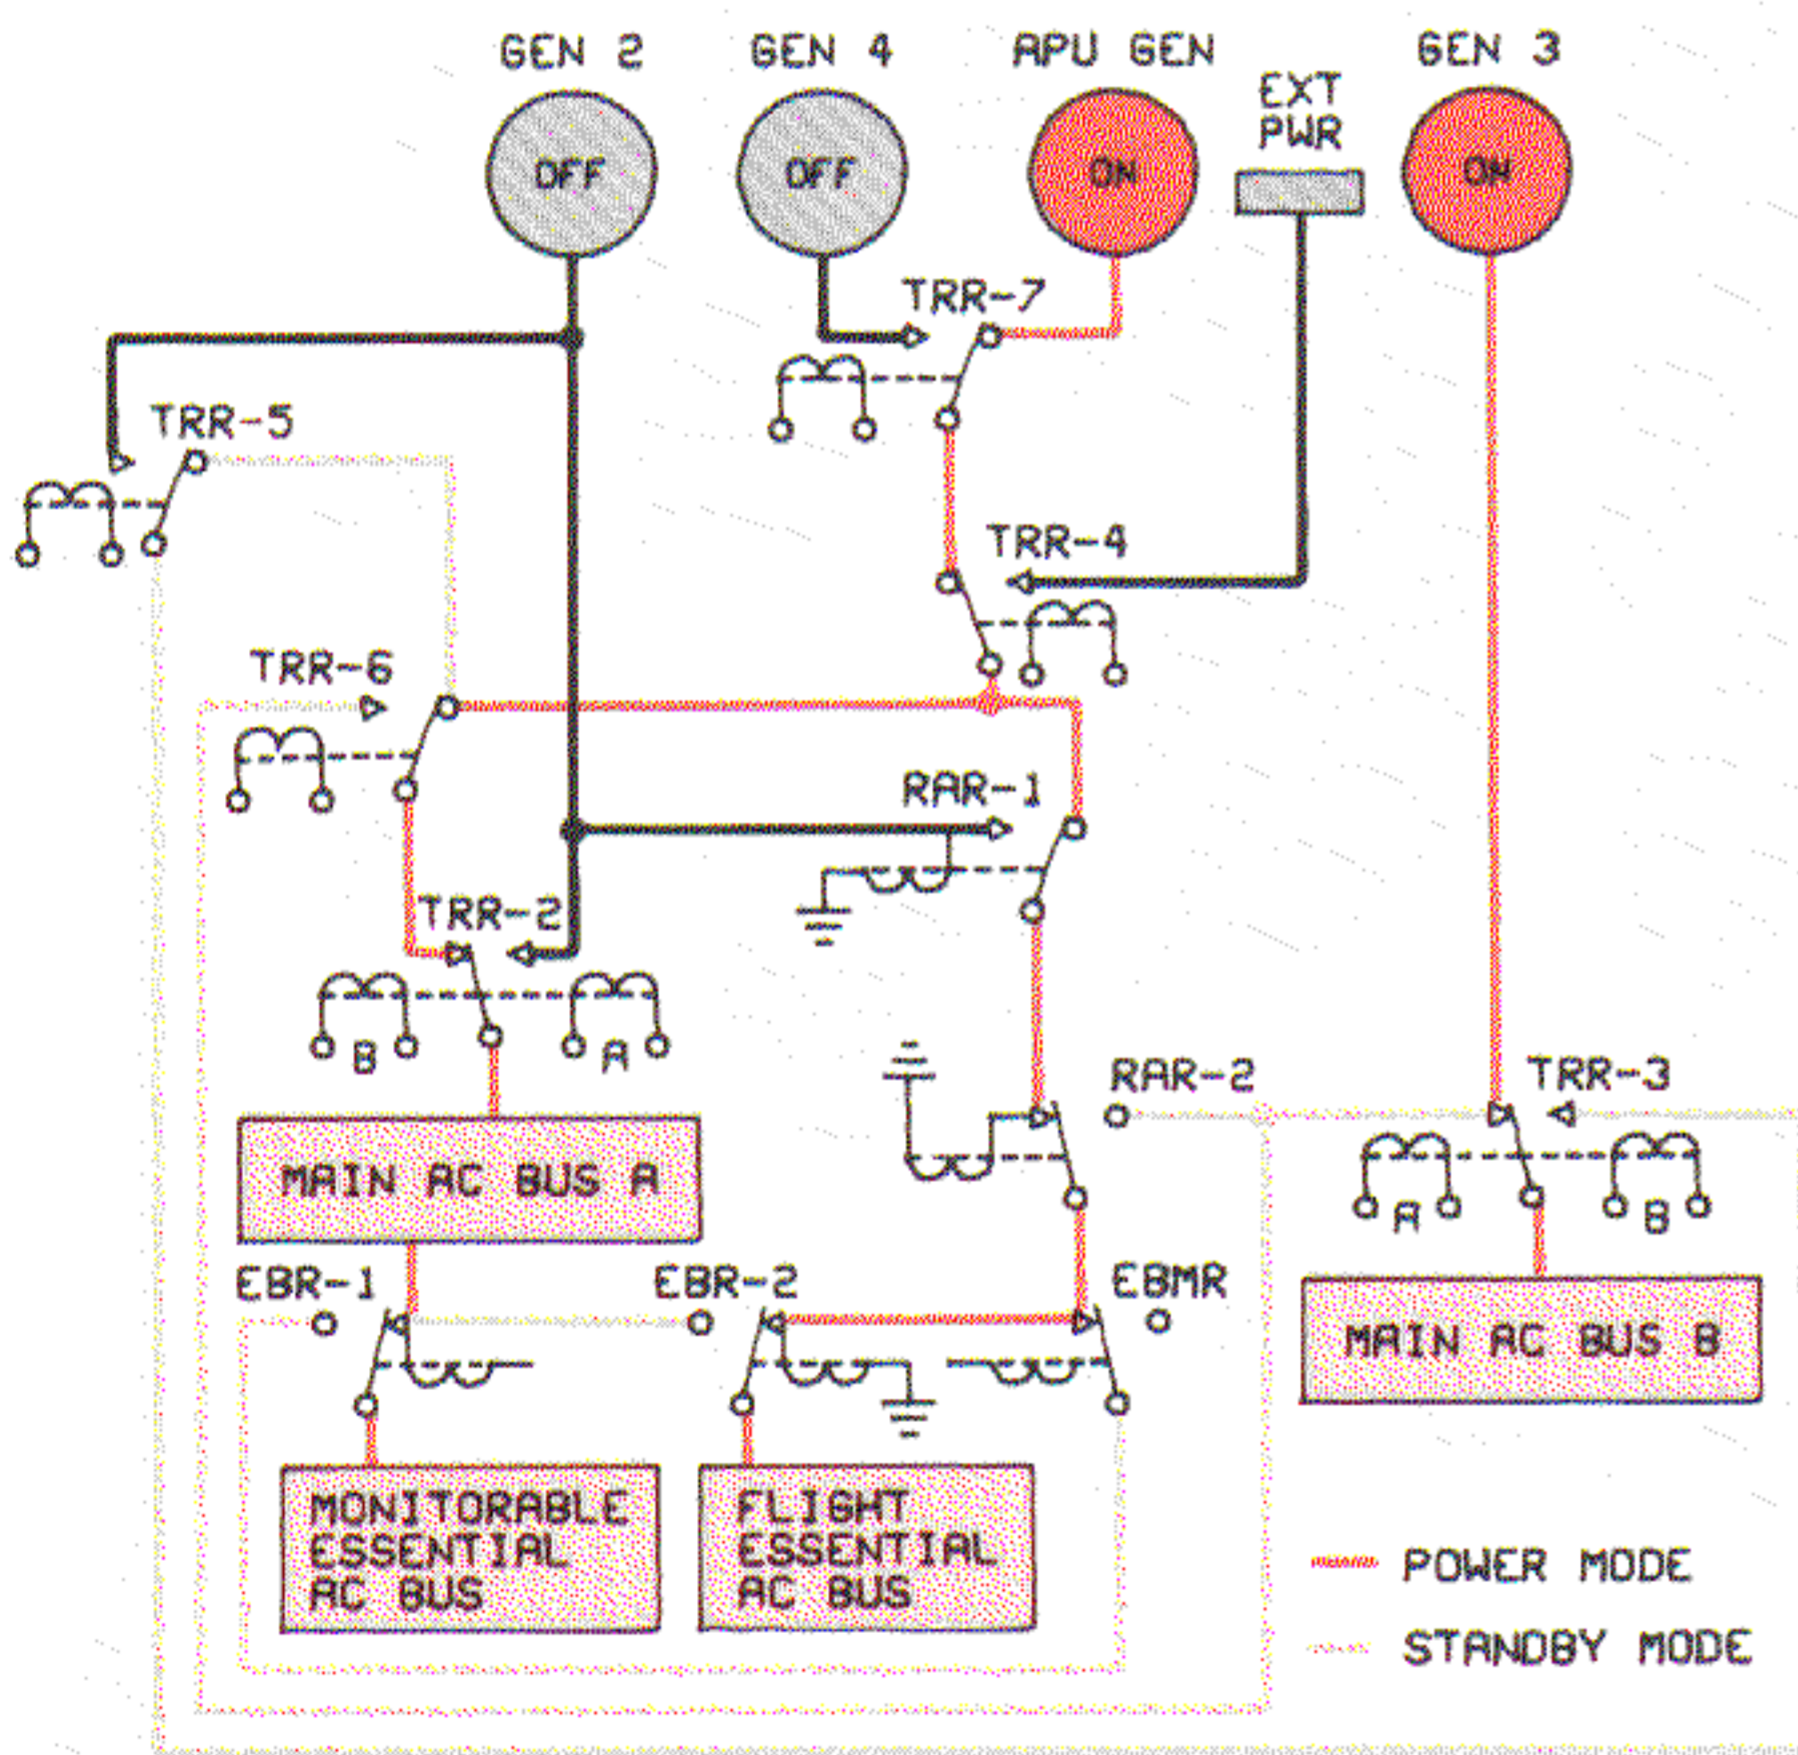 GEN 2
GEN 4
APU GEN
GEN 3
EXT
PWR
OFF
OFF
ON
ON
TRR-7
TRR-5
TRR-4
TRR-6
RAR-1
TRR-2
B
A
RAR-2
TRR-3
MAIN AC BUS A
A
B
EBR-1
EBR-2
EBMR
MAIN AC BUS B
MONITORABLE
ESSENTIAL
AC BUS
FLIGHT
ESSENTIAL
AC BUS
POWER MODE
STANDBY MODE